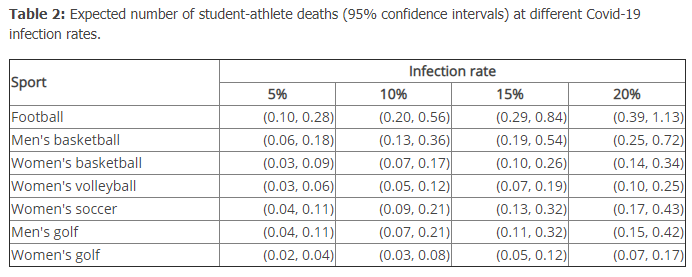 Table 2: Expected number of student-athlete deaths (95% confidence intervals) at different Covid-19
infection rates.
Sport Infection rate
5% 10% 15% 20%
Football (0.10, 0.28) (0.20, 0.56) (0.29, 0.84) (0.39, 1.13)
Men's basketball (0.06, 0.18) (0.13, 0.36) (0.19, 0.54) (0.25, 0.72)
Women's basketball (0.03, 0.09) (0.07, 0.17) (0.10, 0.26) (0.14, 0.34)
Women's volleyball (0.03, 0.06) (0.05, 0.12) (0.07, 0.19) (0.10, 0.25)
Women's soccer (0.04, 0.11) (0.09, 0.21) (0.13, 0.32) (0.17, 0.43)
Men's golf (0.04, 0.11) (0.07, 0.21) (0.11, 0.32) (0.15, 0.42)
Women's golf (0.02, 0.04) (0.03, 0.08) (0.05, 0.12) (0.07, 0.17)